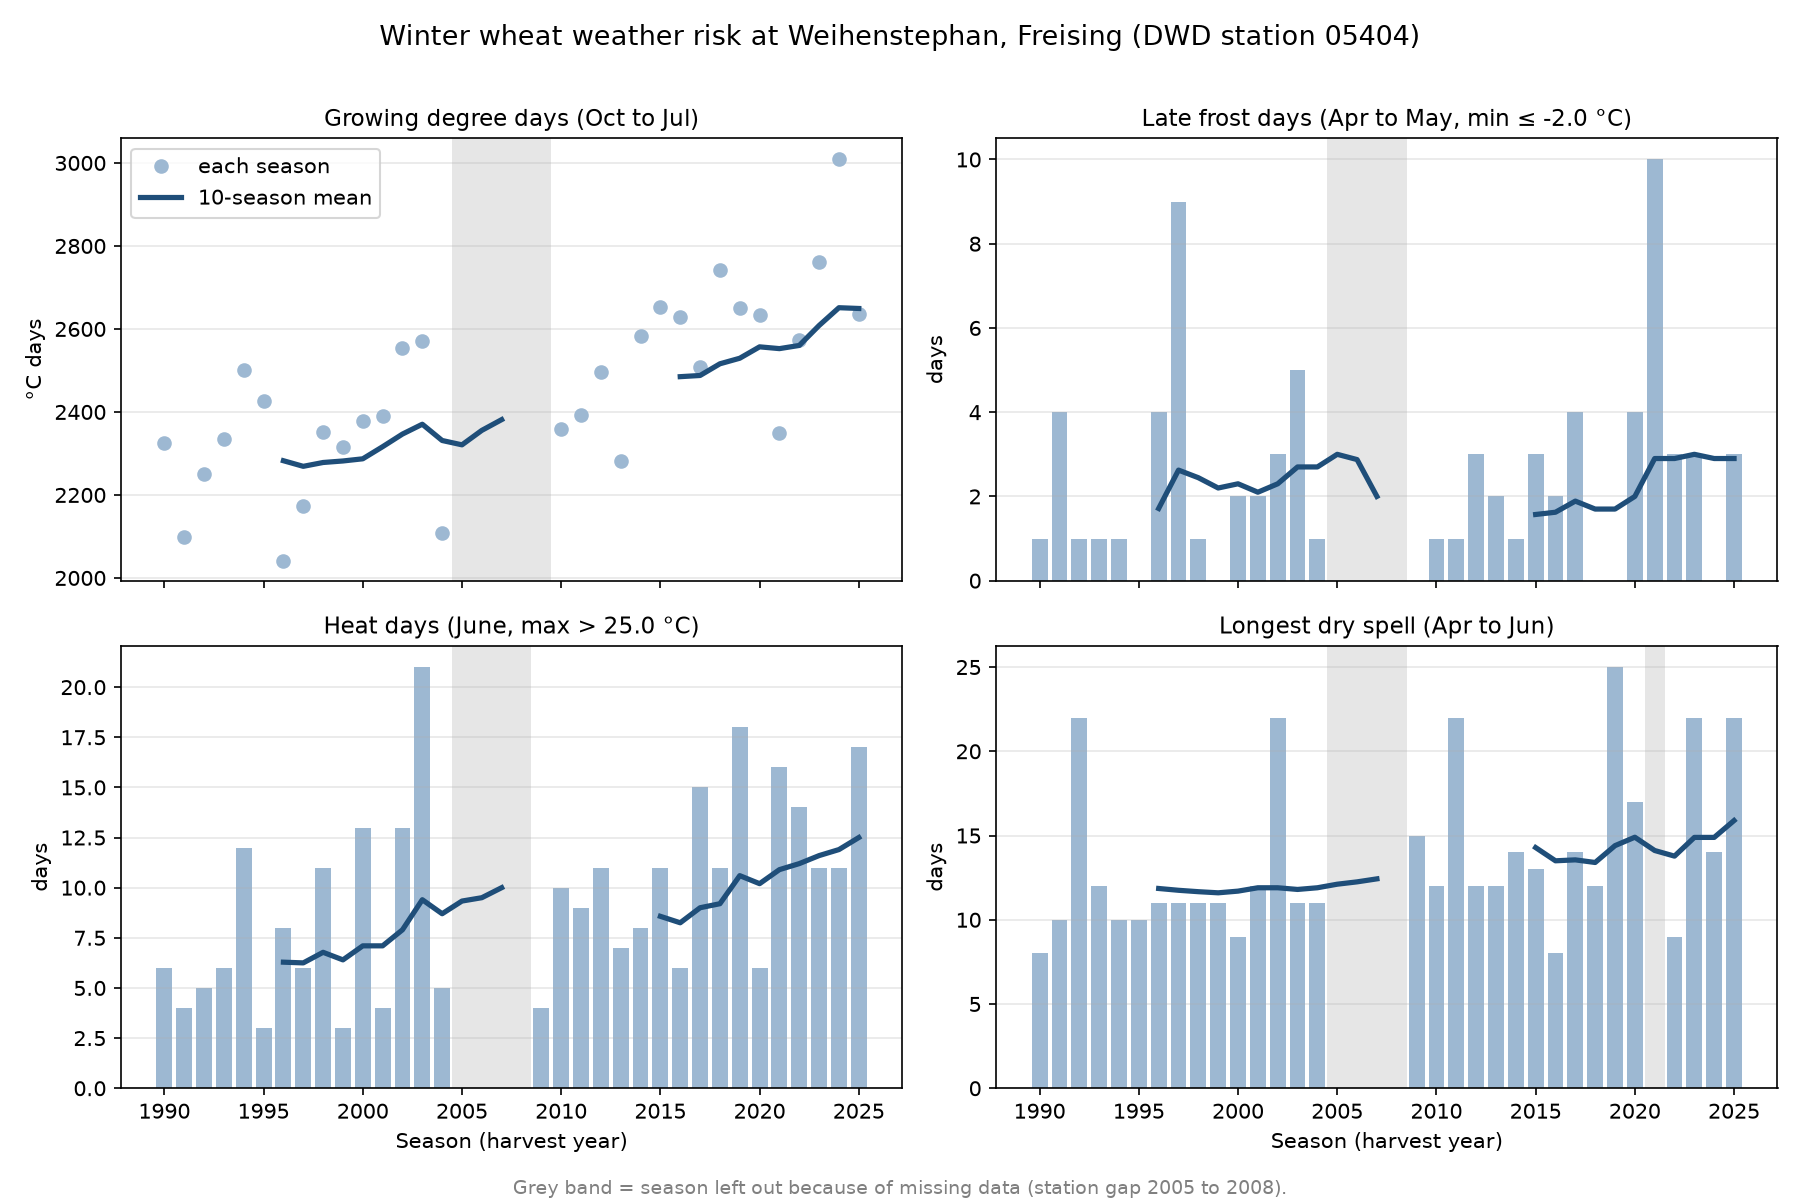 Winter wheat weather risk at Weihenstephan, Freising (DWD station 05404)
Growing degree days (Oct to Jul)
each season
10-season mean
°C days
3000
2800
2600
2400
2200
2000
Late frost days (Apr to May, min ≤ -2.0 °C)
days
10
8
6
4
2
0
Heat days (June, max > 25.0 °C)
days
20.0
17.5
15.0
12.5
10.0
7.5
5.0
2.5
0.0
1990 1995 2000 2005 2010 2015 2020 2025
Season (harvest year)
Longest dry spell (Apr to Jun)
days
25
20
15
10
5
0
1990 1995 2000 2005 2010 2015 2020 2025
Season (harvest year)
Grey band = season left out because of missing data (station gap 2005 to 2008).